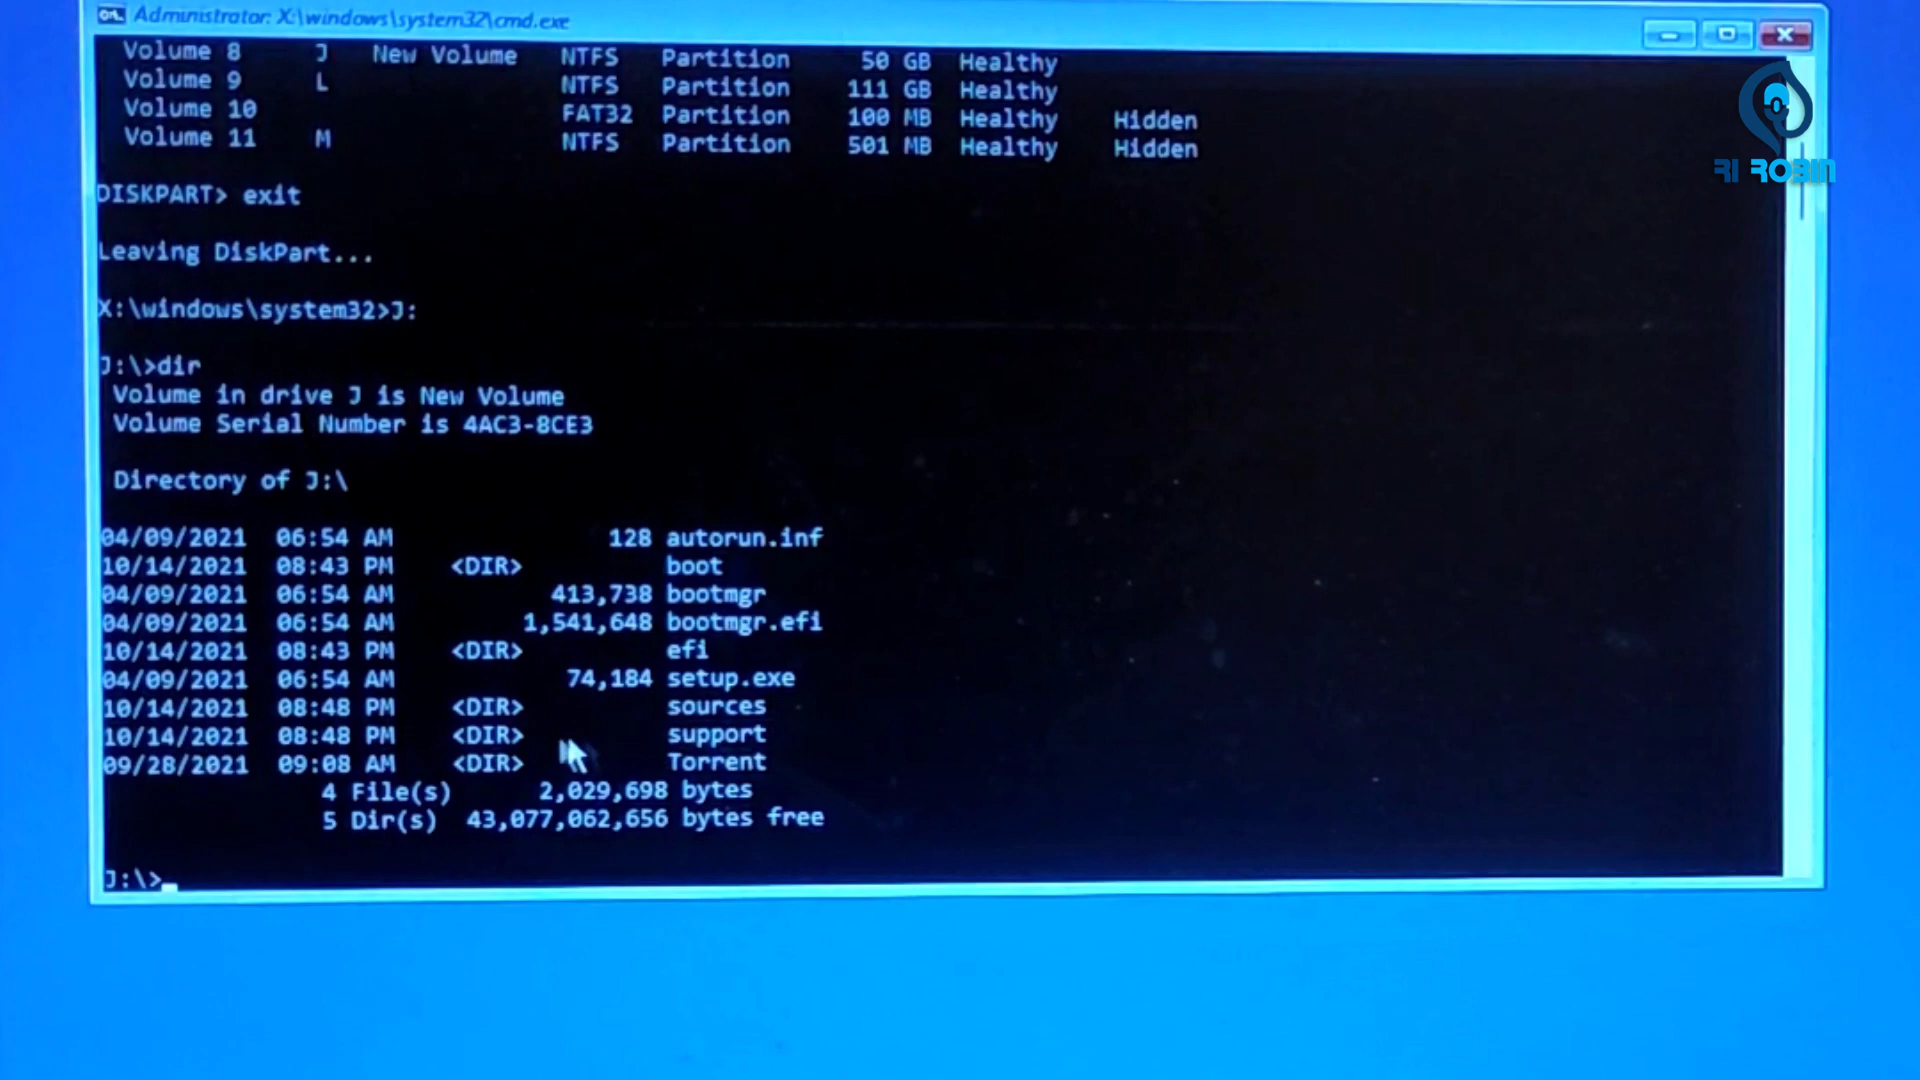 Administrator: X:\windows\system32\cmd.exe
Volume 8 J New Volume NTFS Partition 50 GB Healthy
Volume 9 L NTFS Partition 111 GB Healthy
Volume 10 FAT32 Partition 100 MB Healthy Hidden
Volume 11 M NTFS Partition 501 MB Healthy Hidden
RI ROBIN
DISKPART> exit
Leaving DiskPart...
X:\windows\system32>J:
J:\>dir
Volume in drive J is New Volume
Volume Serial Number is 4AC3-8CE3
Directory of J:\
04/09/2021 06:54 AM 128 autorun.inf
10/14/2021 08:43 PM <DIR> boot
04/09/2021 06:54 AM 413,738 bootmgr
04/09/2021 06:54 AM 1,541,648 bootmgr.efi
10/14/2021 08:43 PM <DIR> efi
04/09/2021 06:54 AM 74,184 setup.exe
10/14/2021 08:48 PM <DIR> sources
10/14/2021 08:48 PM <DIR> support
09/28/2021 09:08 AM <DIR> Torrent
4 File(s) 2,029,698 bytes
5 Dir(s) 43,077,062,656 bytes free
J:\>